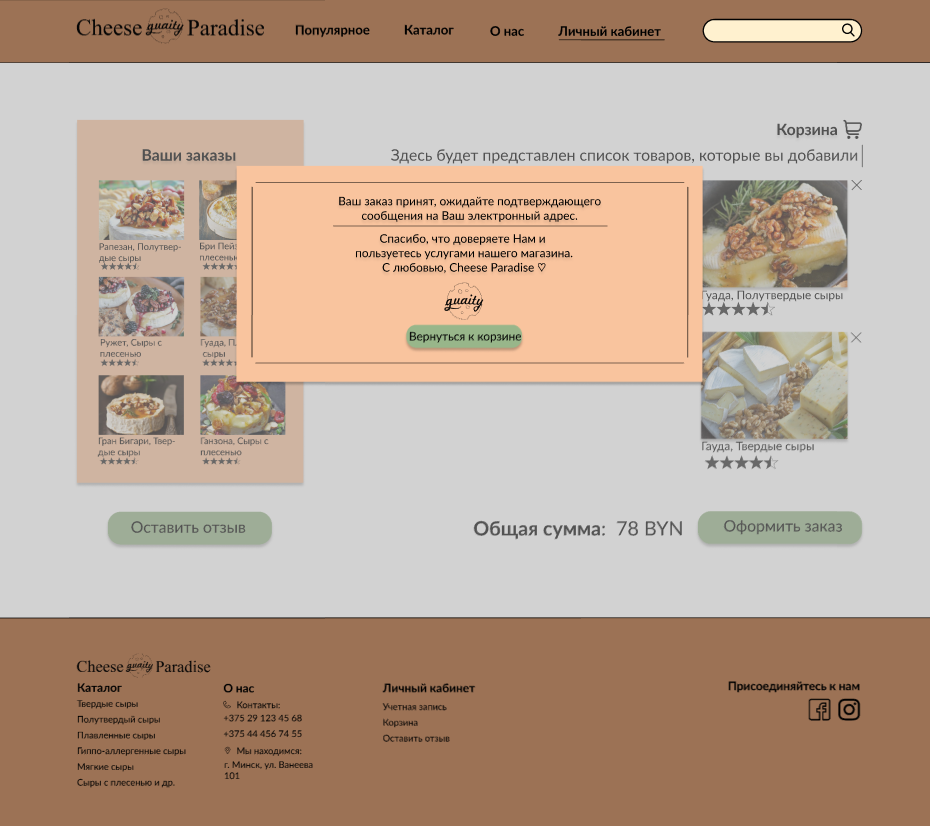 Cheese guaity Paradise
Популярное
Каталог
О нас
Личный кабинет
Корзина
Здесь будет представлен список товаров, которые вы добавили
Ваши заказы
Рапезан, Полутвер-
дые сыры
Бри Пей
плесень
Ружет, Сыры с
плесенью
Гуада, П
сыры
Гран Бигари, Твер-
дые сыры
Ганзона, Сыры с
плесенью
Ваш заказ принят, ожидайте подтверждающего
сообщения на Ваш электронный адрес.
Спасибо, что доверяете Нам и
пользуетесь услугами нашего магазина.
С любовью, Cheese Paradise ♡
guaity
Вернуться к корзине
Гуада, Полутвердые сыры
Гауда, Твердые сыры
Оставить отзыв
Общая сумма: 78 BYN
Оформить заказ
Cheese guaity Paradise
Каталог
Твердые сыры
Полутвердый сыры
Плавленные сыры
Гиппо-аллергенные сыры
Мягкие сыры
Сыры с плесенью и др.
О нас
Контакты:
+375 29 123 45 68
+375 44 456 74 55
Мы находимся:
г. Минск, ул. Ванеева
101
Личный кабинет
Учетная запись
Корзина
Оставить отзыв
Присоединяйтесь к нам